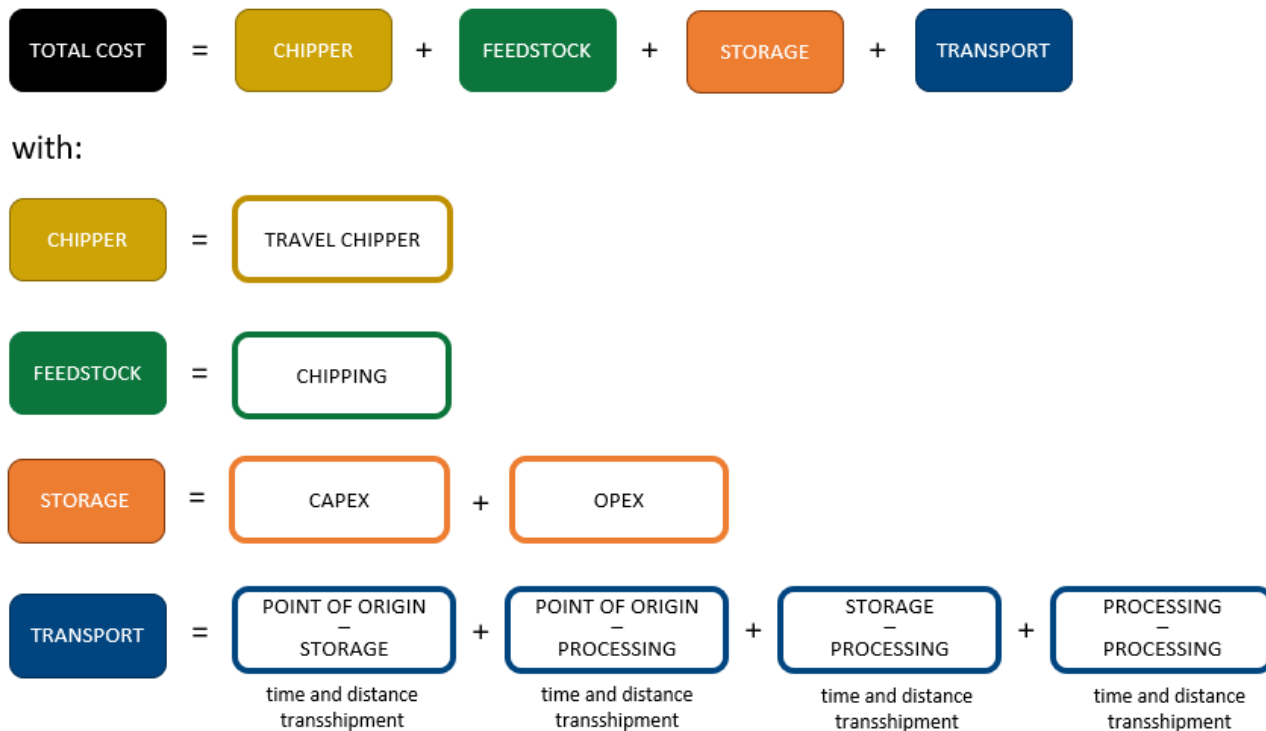 TOTAL COST = CHIPPER + FEEDSTOCK + STORAGE + TRANSPORT
with:
CHIPPER = TRAVEL CHIPPER
FEEDSTOCK = CHIPPING
STORAGE = CAPEX + OPEX
TRANSPORT = POINT OF ORIGIN – STORAGE + POINT OF ORIGIN – PROCESSING + STORAGE – PROCESSING + PROCESSING – PROCESSING
time and distance transshipment time and distance transshipment time and distance transshipment time and distance transshipment